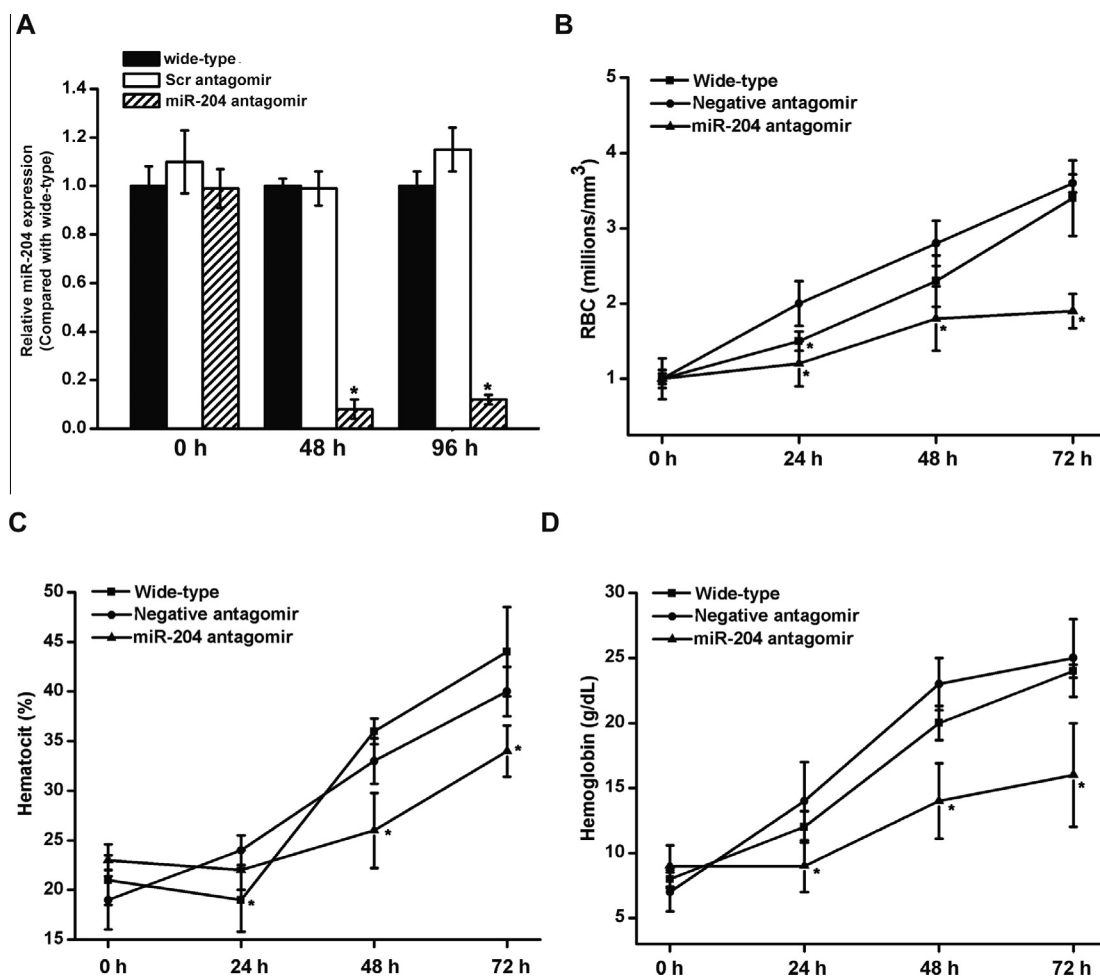 A
wide-type
Scr antagomir
miR-204 antagomir
Relative miR-204 expression
(Compared with wide-type)
1.4
1.2
1.0
0.8
0.6
0.4
0.2
0.0
*
*
0 h
48 h
96 h
B
Wide-type
Negative antagomir
miR-204 antagomir
RBC (millions/mm³)
5
4
3
2
1
*
*
*
*
0 h
24 h
48 h
72 h
C
Wide-type
Negative antagomir
miR-204 antagomir
Hematocit (%)
50
45
40
35
30
25
20
15
*
*
*
0 h
24 h
48 h
72 h
D
Wide-type
Negative antagomir
miR-204 antagomir
Hemoglobin (g/dL)
30
25
20
15
10
5
*
*
*
0 h
24 h
48 h
72 h